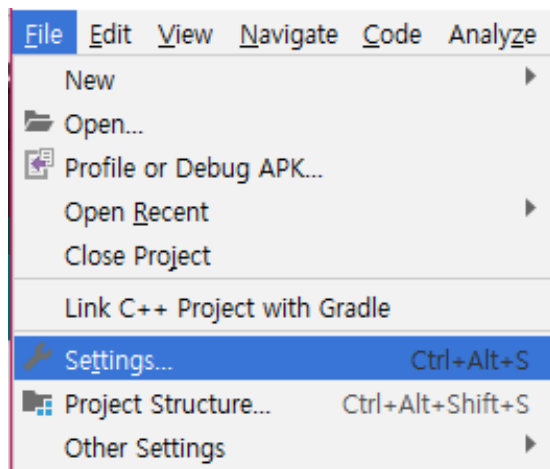 File Edit View Navigate Code Analyze
New
Open...
Profile or Debug APK...
Open Recent
Close Project
Link C++ Project with Gradle
Settings... Ctrl+Alt+S
Project Structure... Ctrl+Alt+Shift+S
Other Settings